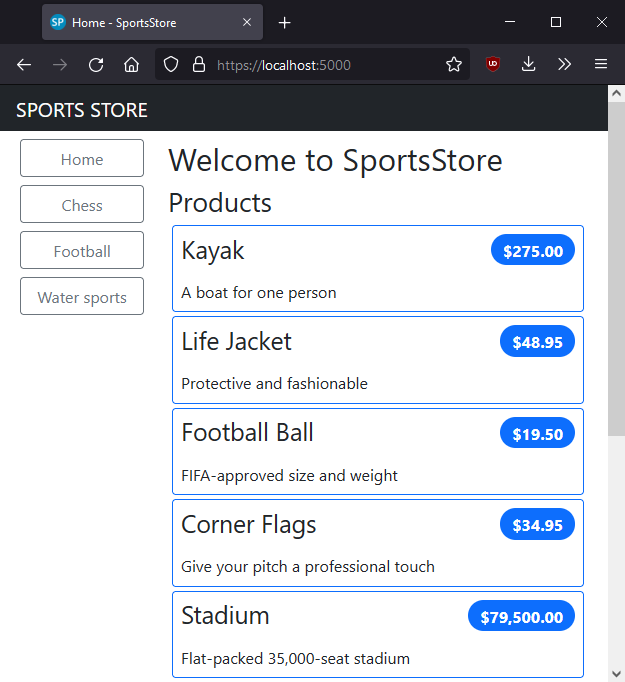 SP Home - SportsStore
https://localhost:5000
SPORTS STORE
Home
Chess
Football
Water sports
Welcome to SportsStore
Products
Kayak $275.00
A boat for one person
Life Jacket $48.95
Protective and fashionable
Football Ball $19.50
FIFA-approved size and weight
Corner Flags $34.95
Give your pitch a professional touch
Stadium $79,500.00
Flat-packed 35,000-seat stadium